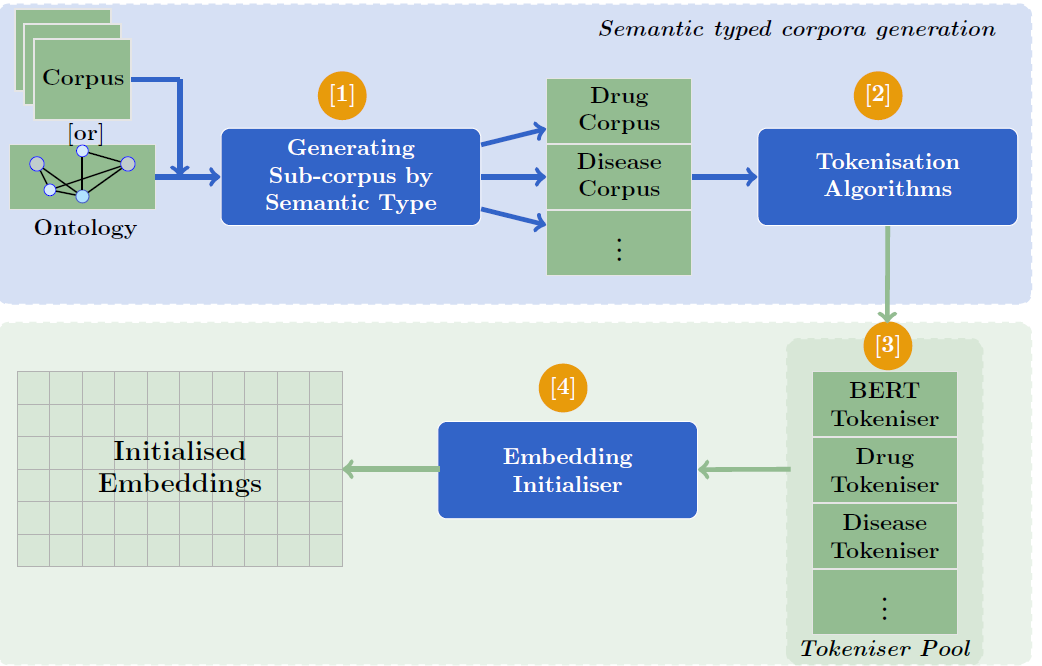 Semantic typed corpora generation
Corpus
[or]
Ontology
[1]
Generating
Sub-corpus by
Semantic Type
Drug
Corpus
Disease
Corpus
⋮
[2]
Tokenisation
Algorithms
[3]
BERT
Tokeniser
Drug
Tokeniser
Disease
Tokeniser
⋮
Tokeniser Pool
[4]
Embedding
Initialiser
Initialised
Embeddings